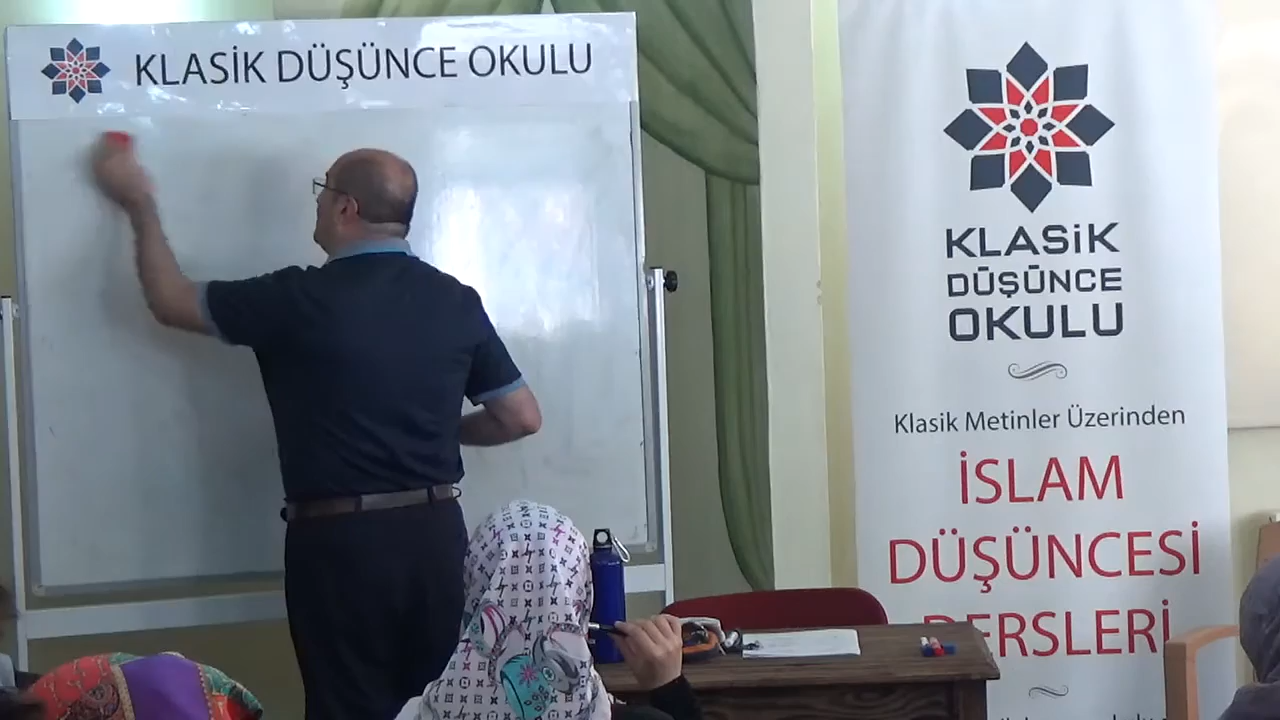 KLASİK DÜŞÜNCE OKULU
KLASİK
DÜŞÜNCE
OKULU
Klasik Metinler Üzerinden
İSLAM
DÜŞÜNCESİ
DERSLERİ